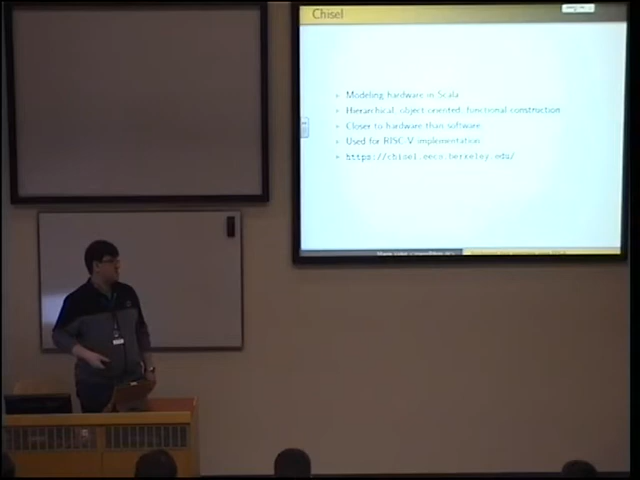 Chisel
Modeling hardware in Scala
Hierarchical, object oriented, functional construction
Closer to hardware than software
Used for RISC-V implementation
https://chisel.eecs.berkeley.edu/